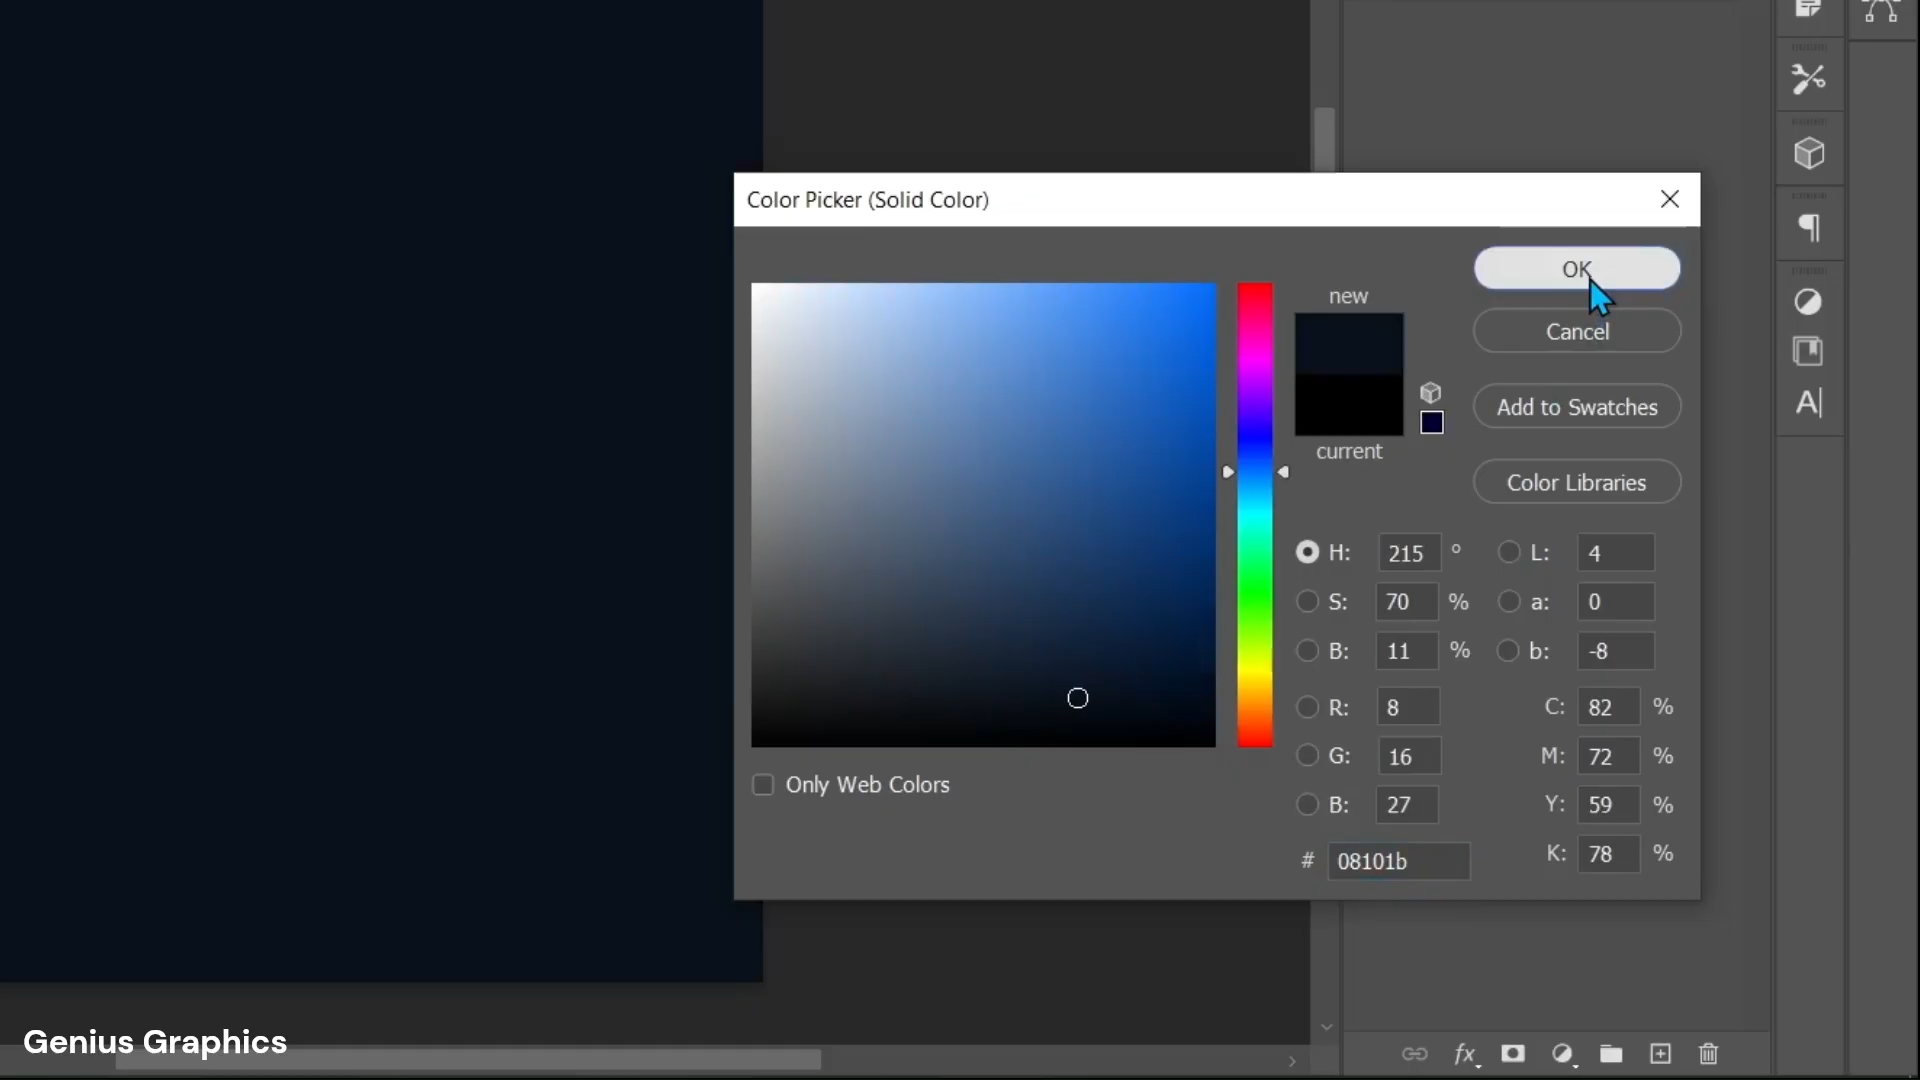 Color Picker (Solid Color)
new
current
OK
Cancel
Add to Swatches
Color Libraries
H: 215 °
S: 70 %
B: 11 %
R: 8
G: 16
B: 27
# 08101b
L: 4
a: 0
b: -8
C: 82 %
M: 72 %
Y: 59 %
K: 78 %
Only Web Colors
A
fx
Genius Graphics